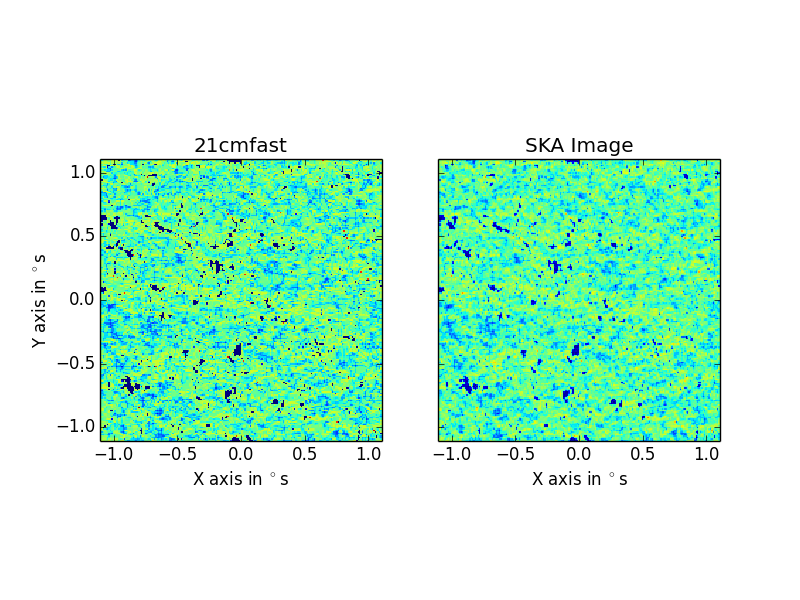 21cmfast
SKA Image
Y axis in °s
1.0
0.5
0.0
−0.5
−1.0
−1.0 −0.5 0.0 0.5 1.0
−1.0 −0.5 0.0 0.5 1.0
X axis in °s
X axis in °s